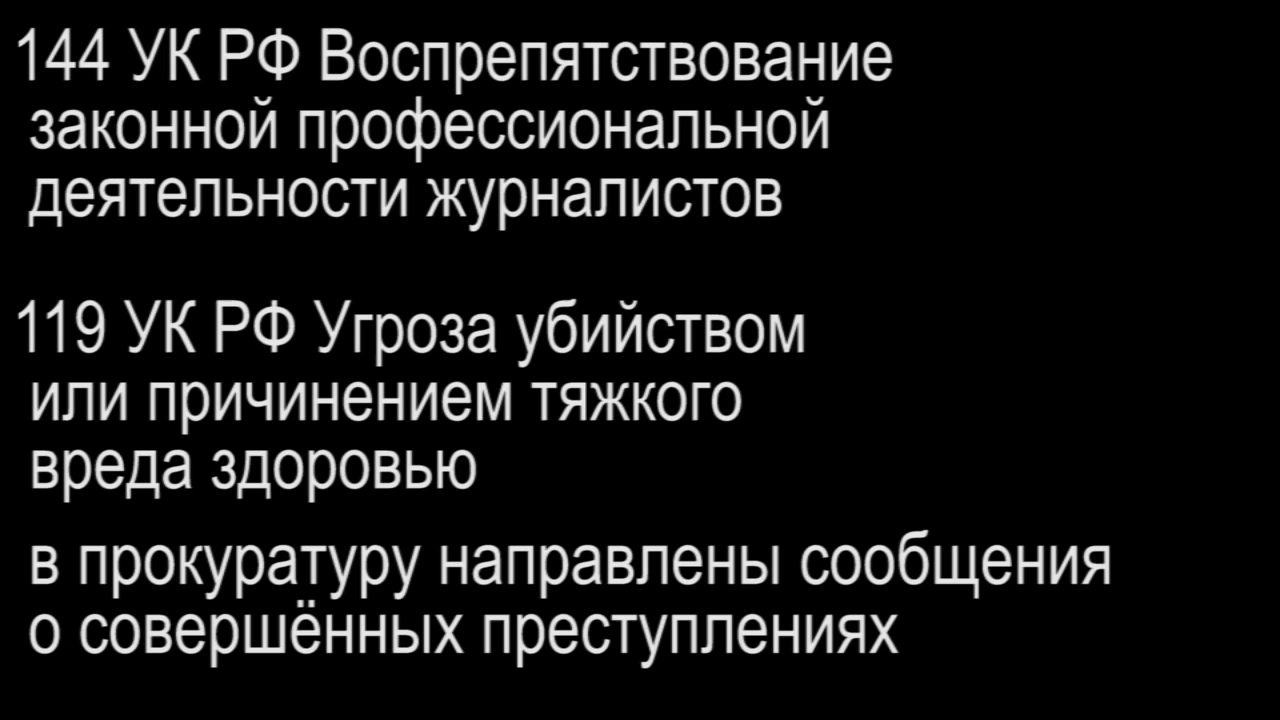 144 УК РФ Воспрепятствование
законной профессиональной
деятельности журналистов
119 УК РФ Угроза убийством
или причинением тяжкого
вреда здоровью
в прокуратуру направлены сообщения
о совершённых преступлениях